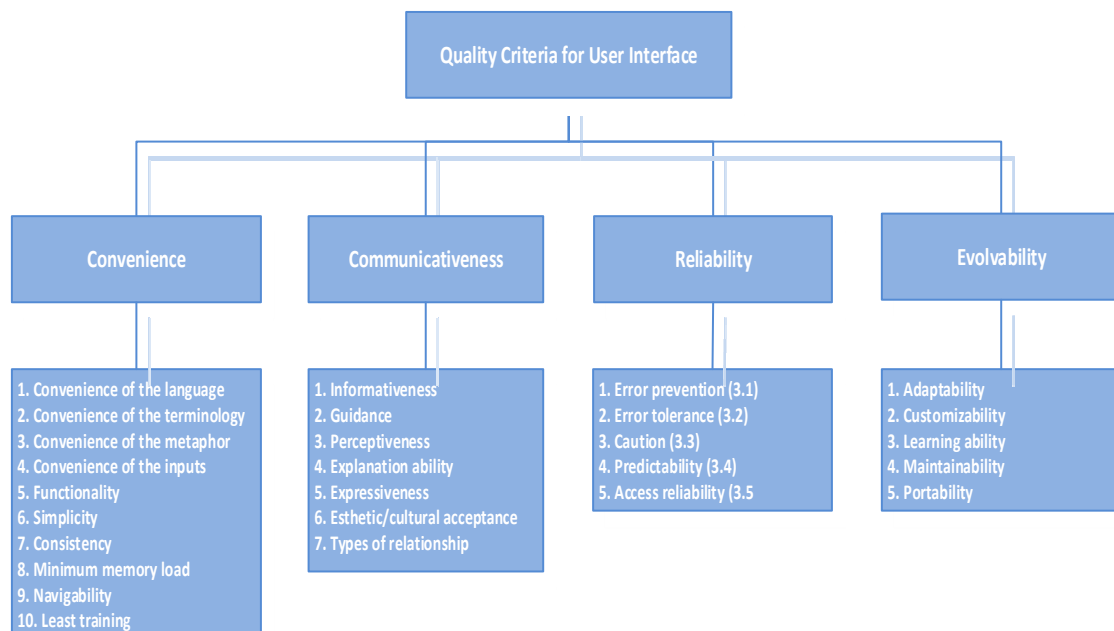 Quality Criteria for User Interface
Convenience
Communicativeness
Reliability
Evolvability
1. Convenience of the language
2. Convenience of the terminology
3. Convenience of the metaphor
4. Convenience of the inputs
5. Functionality
6. Simplicity
7. Consistency
8. Minimum memory load
9. Navigability
10. Least training
1. Informativeness
2. Guidance
3. Perceptiveness
4. Explanation ability
5. Expressiveness
6. Esthetic/cultural acceptance
7. Types of relationship
1. Error prevention (3.1)
2. Error tolerance (3.2)
3. Caution (3.3)
4. Predictability (3.4)
5. Access reliability (3.5
1. Adaptability
2. Customizability
3. Learning ability
4. Maintainability
5. Portability